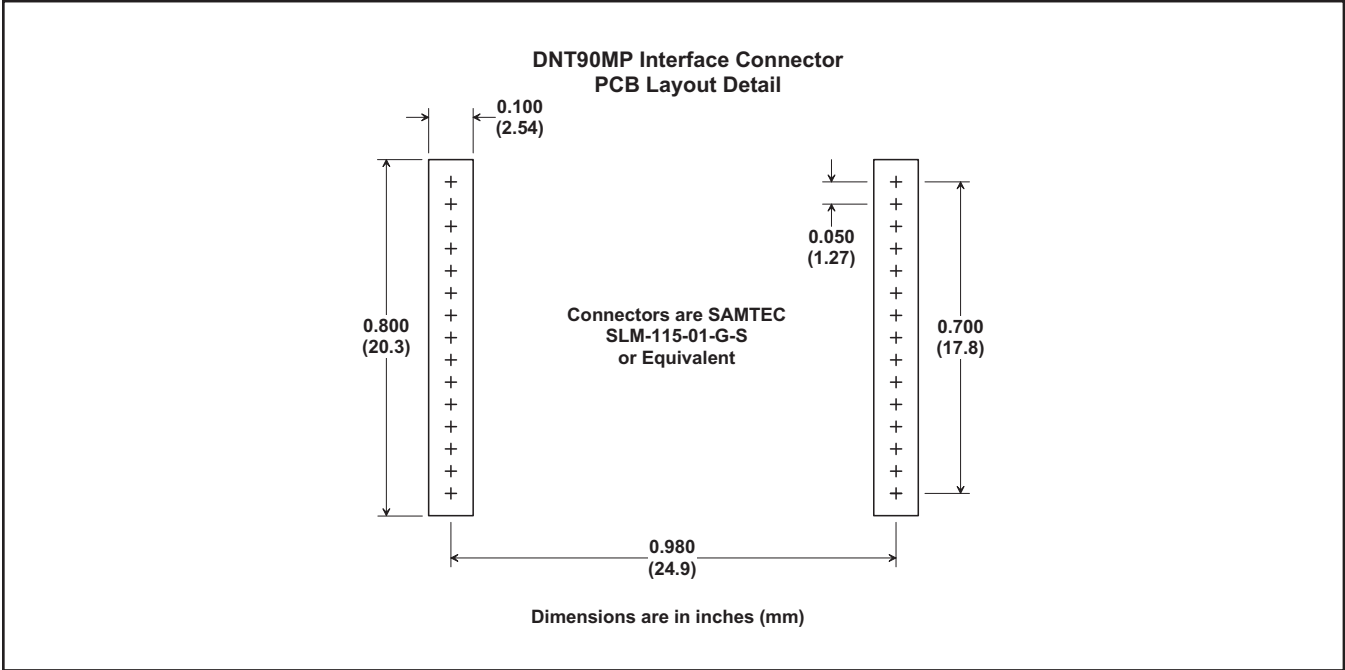 DNT90MP Interface Connector
PCB Layout Detail
0.100
(2.54)
0.050
(1.27)
0.800
(20.3)
Connectors are SAMTEC
SLM-115-01-G-S
or Equivalent
0.700
(17.8)
0.980
(24.9)
Dimensions are in inches (mm)